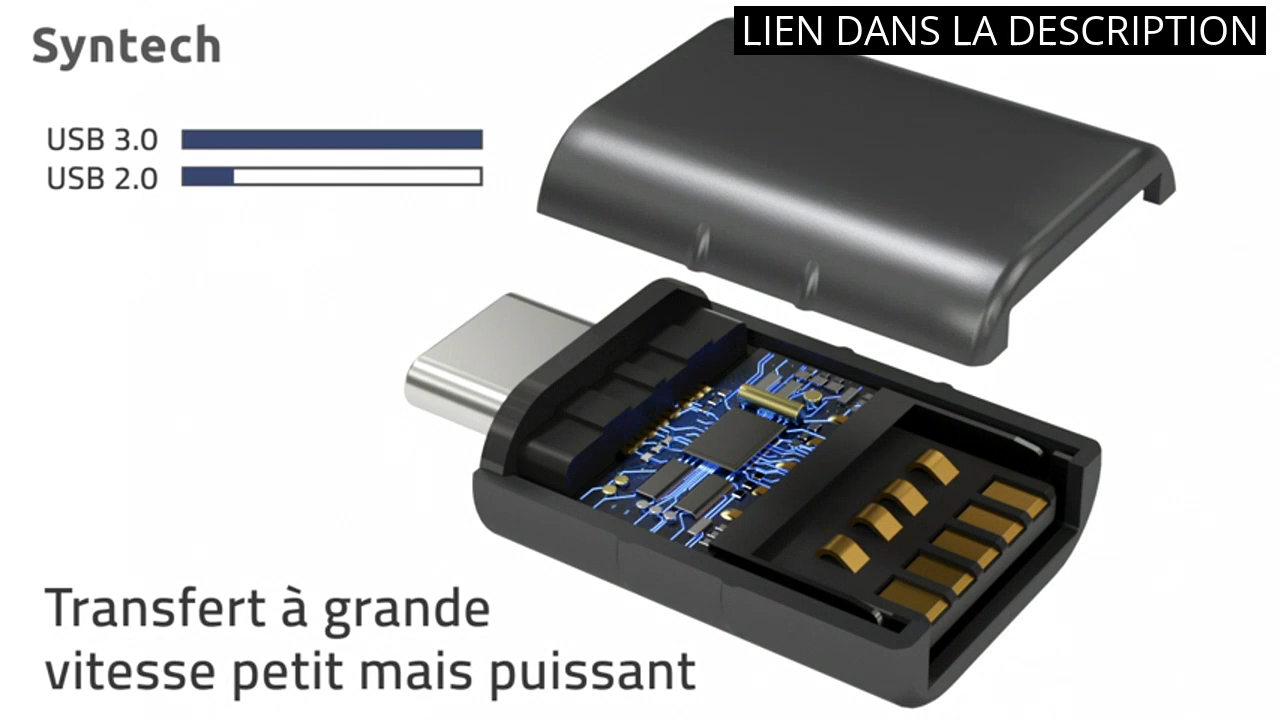 Syntech
LIEN DANS LA DESCRIPTION
USB 3.0
USB 2.0
Transfert à grande
vitesse petit mais puissant